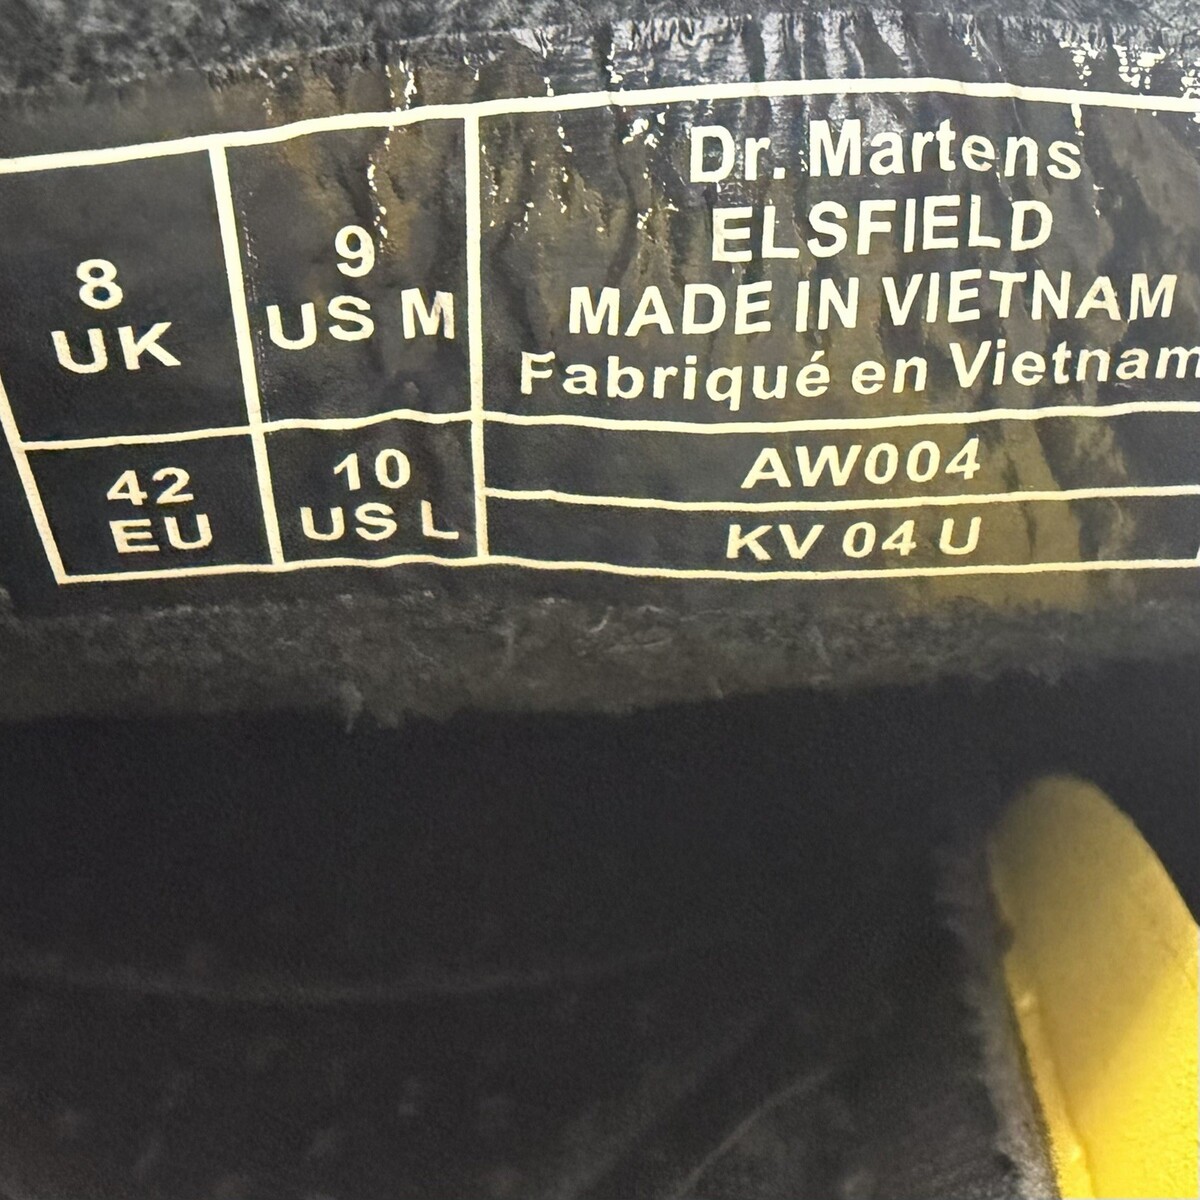 8
UK
9
US M
42
EU
10
US L
Dr. Martens
ELSFIELD
MADE IN VIETNAM
Fabriqué en Vietnam
AW004
KV 04 U